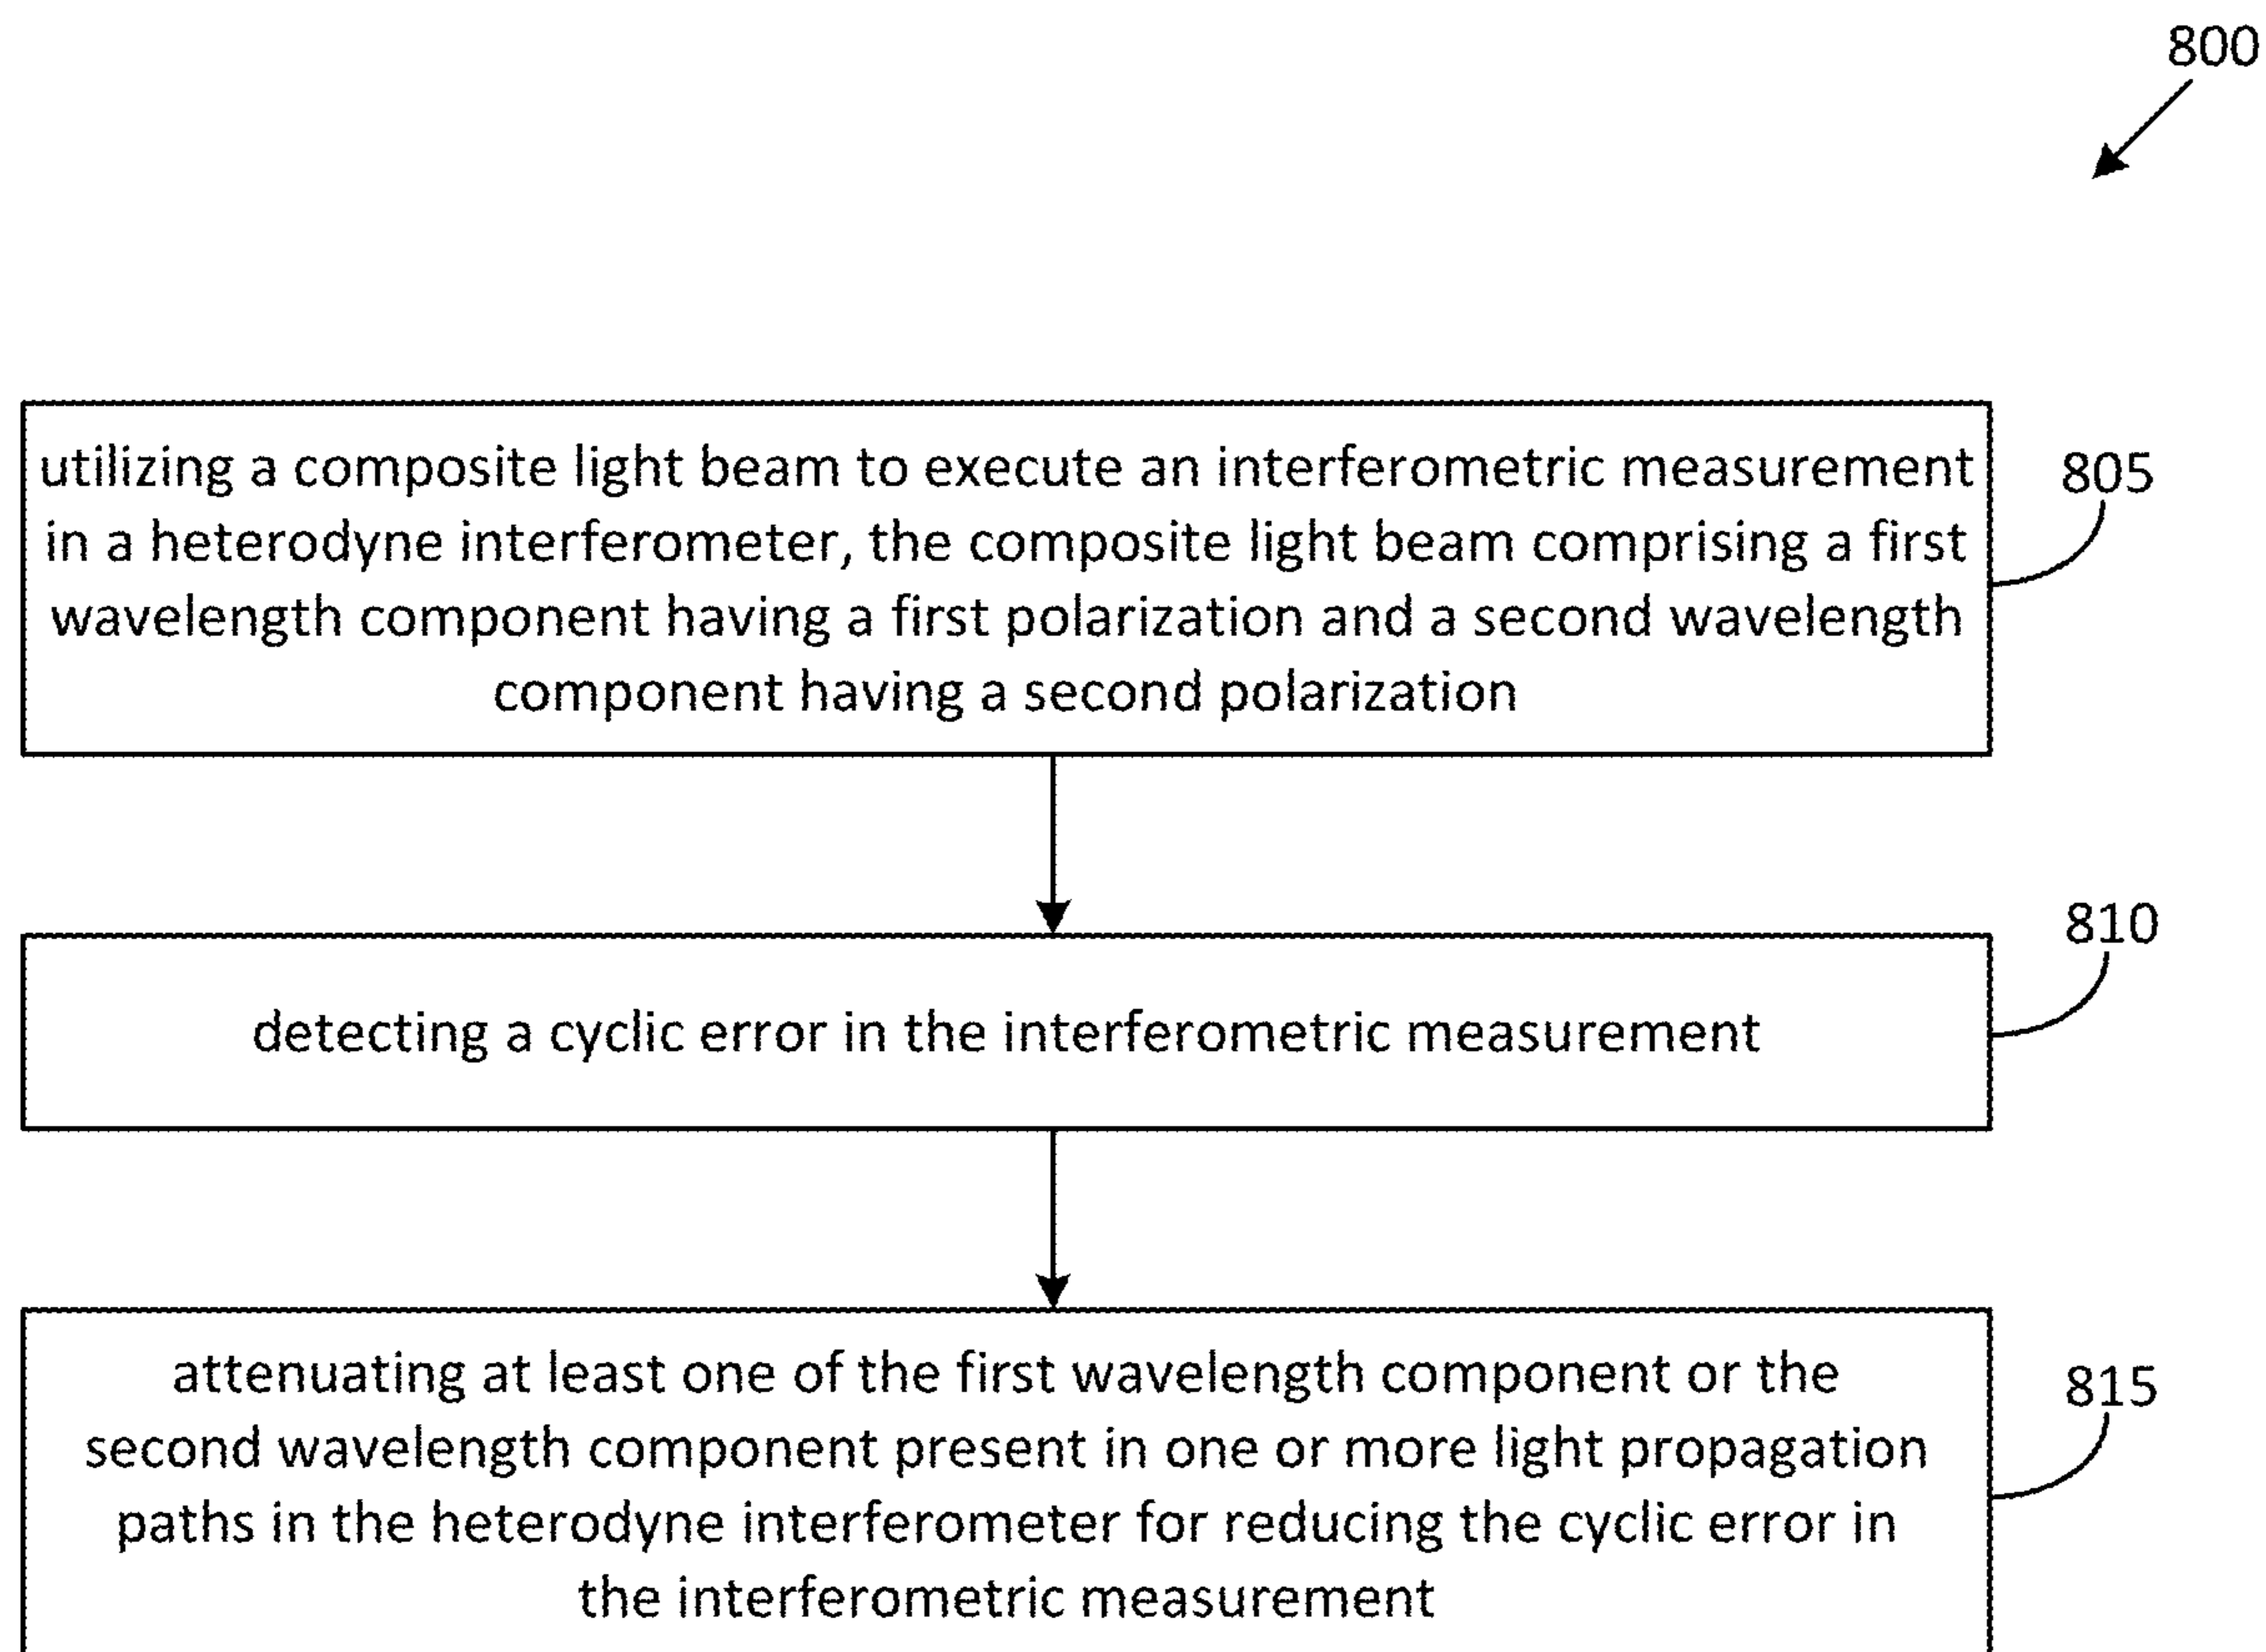 800
utilizing a composite light beam to execute an interferometric measurement
in a heterodyne interferometer, the composite light beam comprising a first
wavelength component having a first polarization and a second wavelength
component having a second polarization
805
detecting a cyclic error in the interferometric measurement
810
attenuating at least one of the first wavelength component or the
second wavelength component present in one or more light propagation
paths in the heterodyne interferometer for reducing the cyclic error in
the interferometric measurement
815